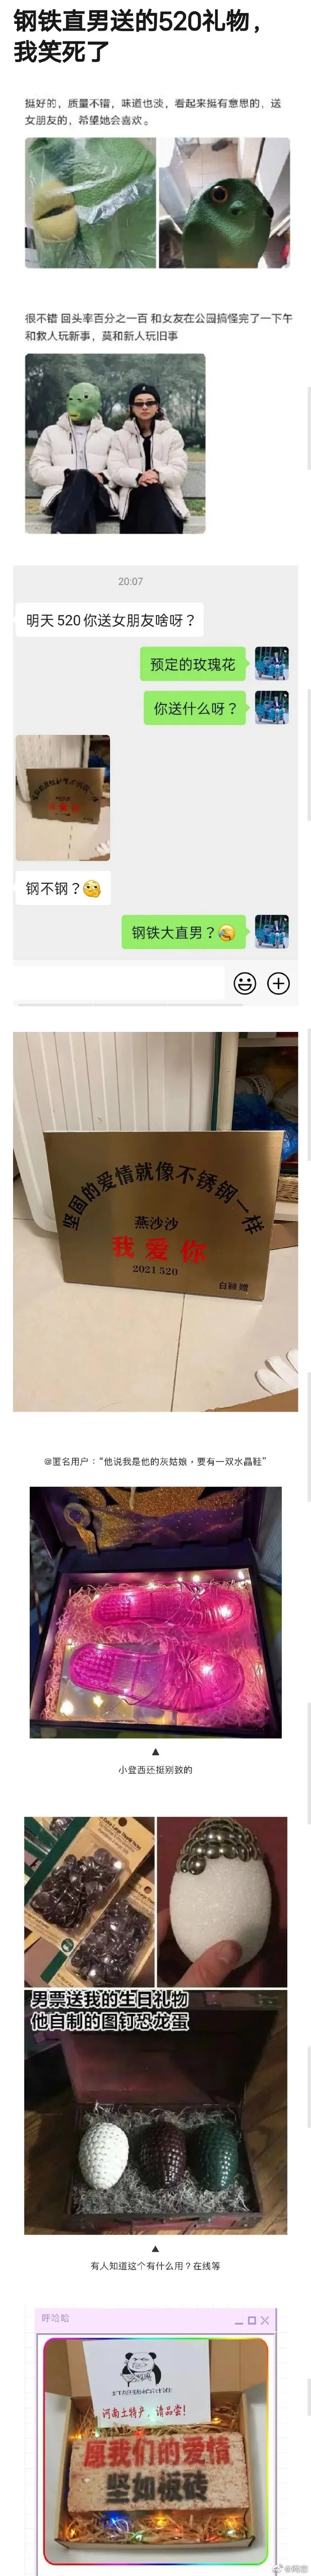 钢铁直男送的520礼物，
我笑死了
挺好的，质量不错，味道也淡，看起来挺有意思的，送
女朋友的，希望她会喜欢。
很不错 回头率百分之一百 和女友在公园搞怪完了一下午
和救人玩新事，莫和新人玩旧事
20:07
明天 520 你送女朋友啥呀？
预定的玫瑰花
你送什么呀？
钢不钢？
钢铁大直男？
坚固的爱情就像不锈钢一样
燕沙沙
我爱你
2021 520
@匿名用户：“他说我是他的灰姑娘，要有一双水晶鞋”
▲
小登西还挺别致的
男票送我的生日礼物
他自制的图钉恐龙蛋
▲
有人知道这个有什么用？在线等
呼哈哈
河南土特产，请品尝！
愿我们的爱情
坚如板砖